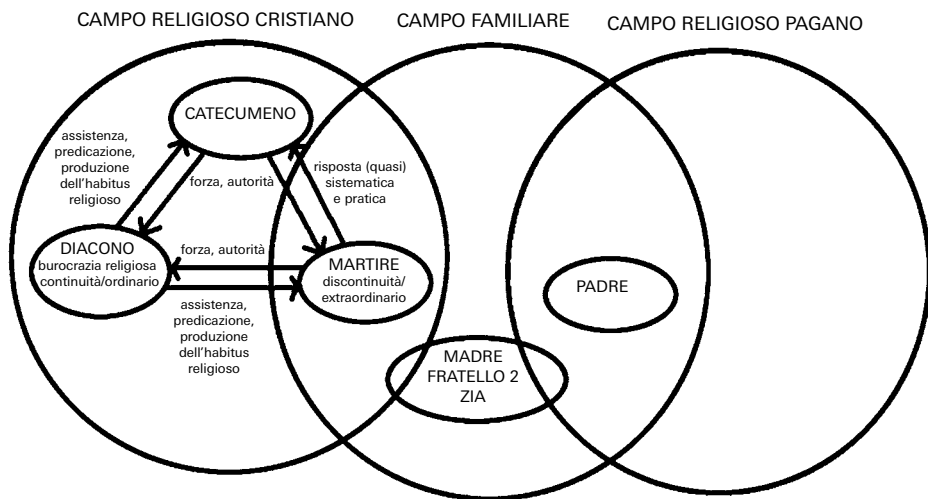 CAMPO RELIGIOSO CRISTIANO
CAMPO FAMILIARE
CAMPO RELIGIOSO PAGANO
CATECUMENO
assistenza,
predicazione,
produzione
dell'habitus
religioso
forza, autorità
risposta (quasi)
sistematica
e pratica
DIACONO
burocrazia religiosa
continuità/ordinario
forza, autorità
MARTIRE
discontinuità/
extraordinario
assistenza,
predicazione,
produzione
dell'habitus
religioso
PADRE
MADRE
FRATELLO 2
ZIA